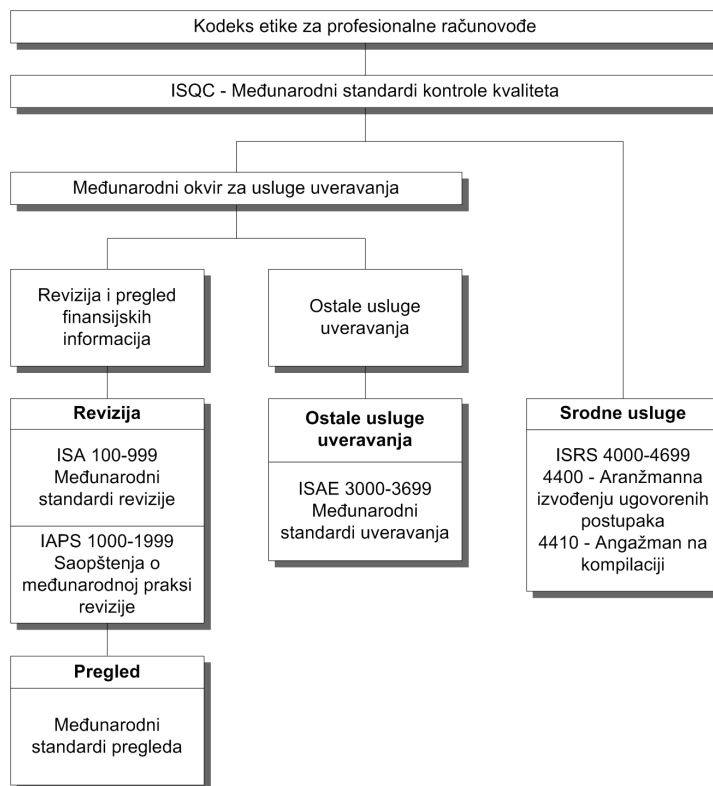 Kodeks etike za profesionalne računovođe
ISQC - Međunarodni standardi kontrole kvaliteta
Međunarodni okvir za usluge uveravanja
Revizija i pregled
finansijskih
informacija
Ostale usluge
uveravanja
Revizija
ISA 100-999
Međunarodni
standardi revizije
IAPS 1000-1999
Saopštenja o
međunarodnoj praksi
revizije
Ostale usluge
uveravanja
ISAE 3000-3699
Međunarodni
standardi uveravanja
Srodne usluge
ISRS 4000-4699
4400 - Aranžmanna
izvođenju ugovorenih
postupaka
4410 - Angažman na
kompilaciji
Pregled
Međunarodni
standardi pregleda